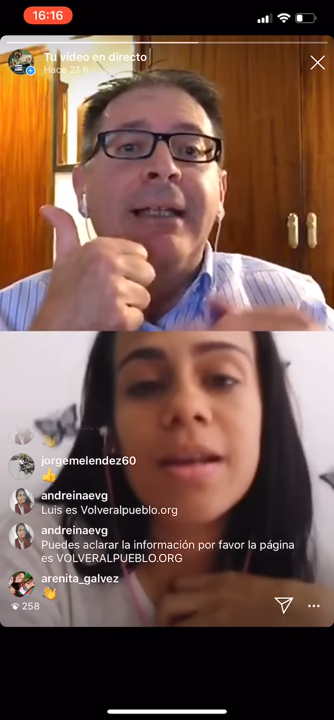 16:16
Tu vídeo en directo
Hace 21 h
jorgemelendez60
👍
andreinaevg
Luis es Volveralpueblo.org
andreinaevg
Puedes aclarar la información por favor la página
es VOLVERALPUEBLO.ORG
arenita_galvez
👋
258